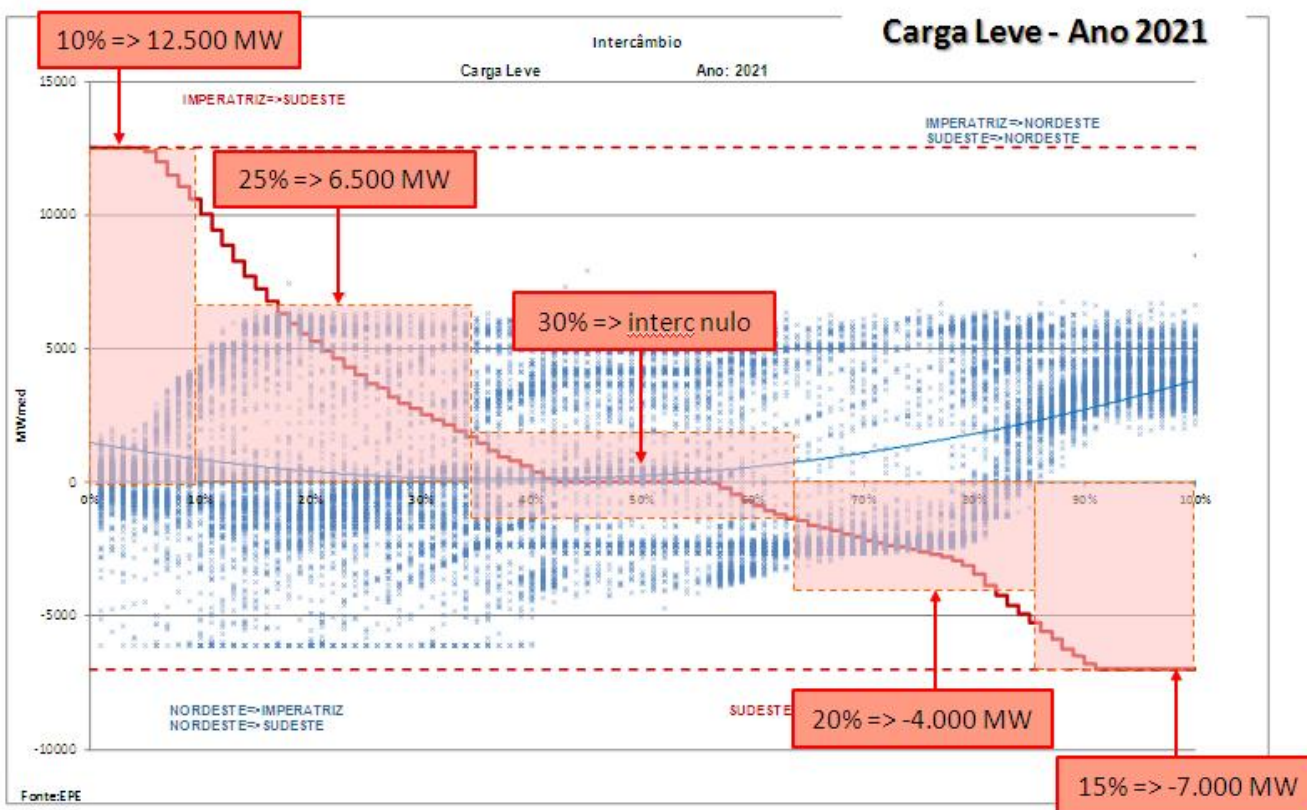 10% => 12.500 MW
Carga Leve - Ano 2021
Intercâmbio
Carga Leve Ano: 2021
15000
IMPERATRIZ=>SUDESTE
IMPERATRIZ=>NORDESTE
SUDESTE=>NORDESTE
25% => 6.500 MW
10000
30% => interc nulo
5000
MWmed
0
0% 10% 20% 30% 40% 50% 60% 70% 80% 90% 100%
-5000
NORDESTE=>IMPERATRIZ
NORDESTE=>SUDESTE
SUDESTE
20% => -4.000 MW
-10000
15% => -7.000 MW
Fonte:EPE